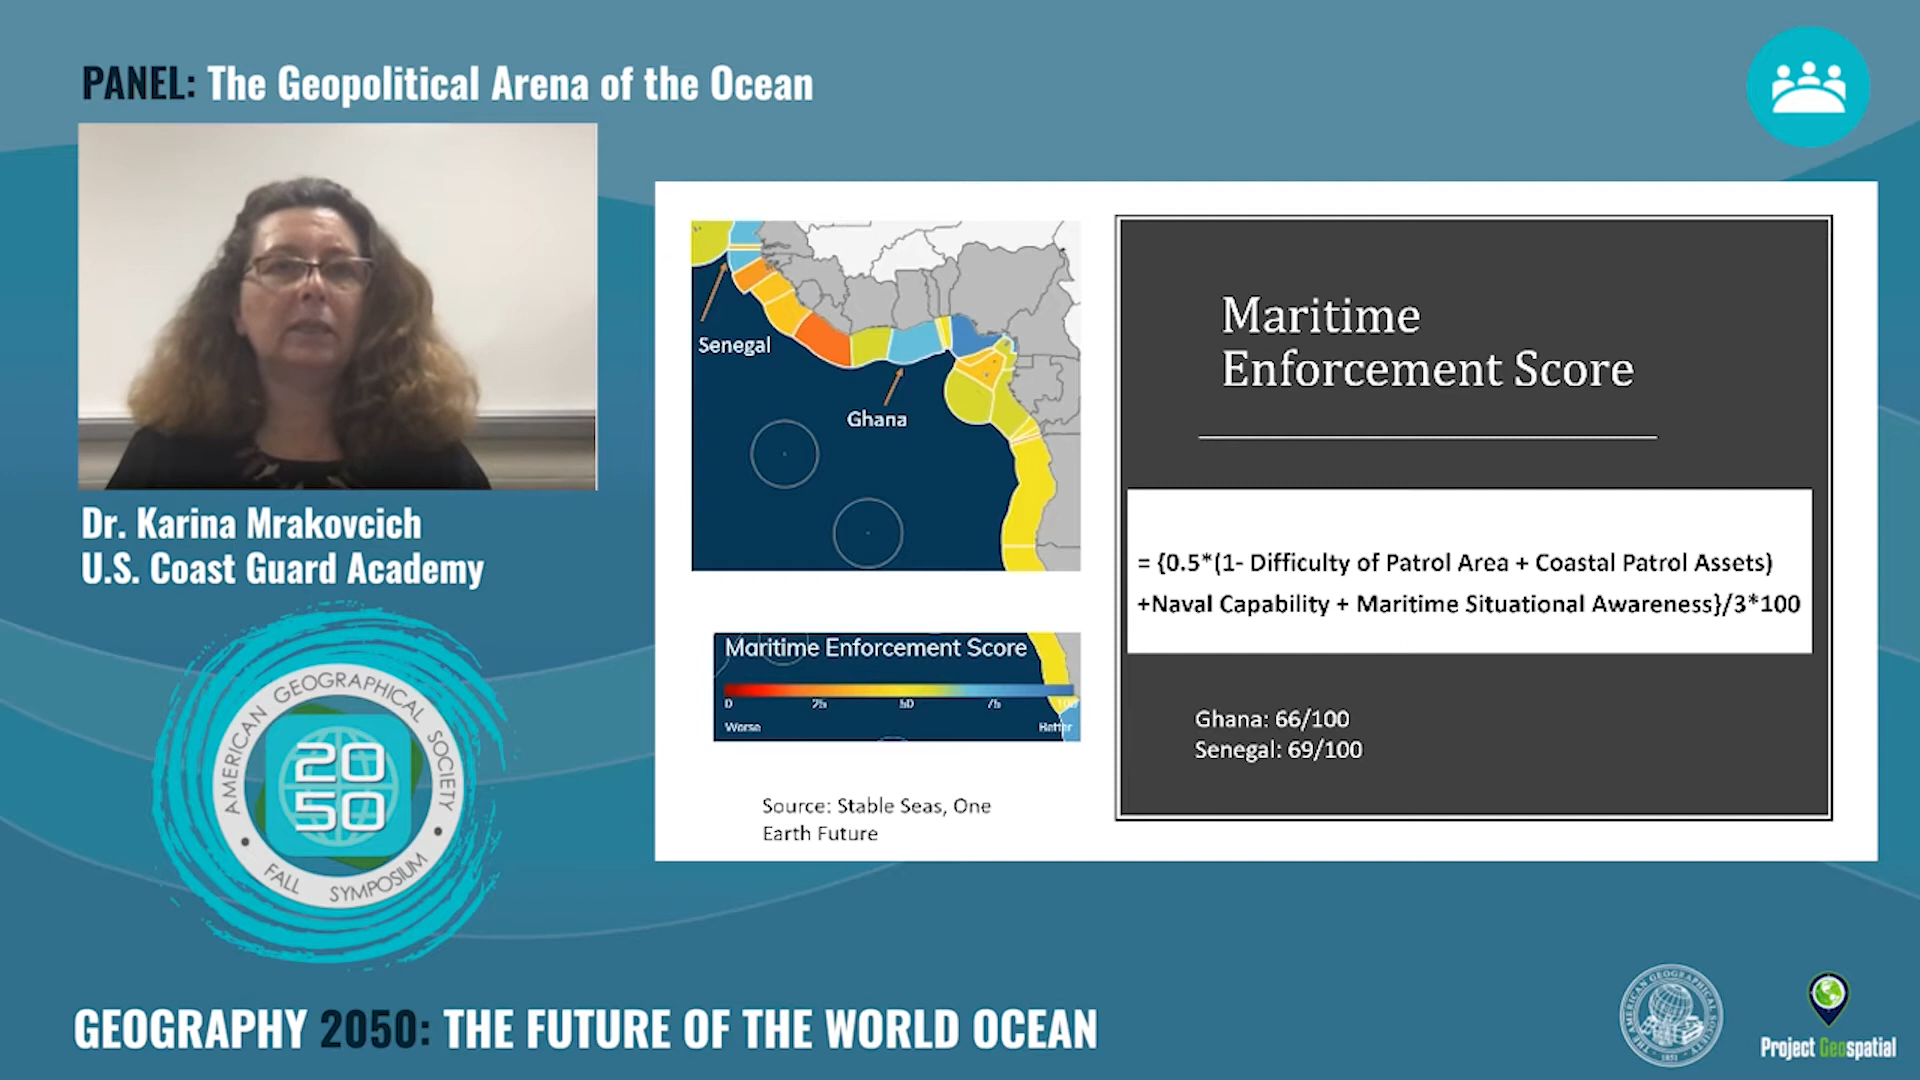 PANEL: The Geopolitical Arena of the Ocean
Dr. Karina Mrakovcich
U.S. Coast Guard Academy
AMERICAN GEOGRAPHICAL SOCIETY
20
50
FALL SYMPOSIUM
Senegal
Ghana
Maritime Enforcement Score
0 25 50 75 100
Worse Better
Source: Stable Seas, One
Earth Future
Maritime
Enforcement Score
= {0.5*(1- Difficulty of Patrol Area + Coastal Patrol Assets)
+Naval Capability + Maritime Situational Awareness}/3*100
Ghana: 66/100
Senegal: 69/100
GEOGRAPHY 2050: THE FUTURE OF THE WORLD OCEAN
Project Geospatial